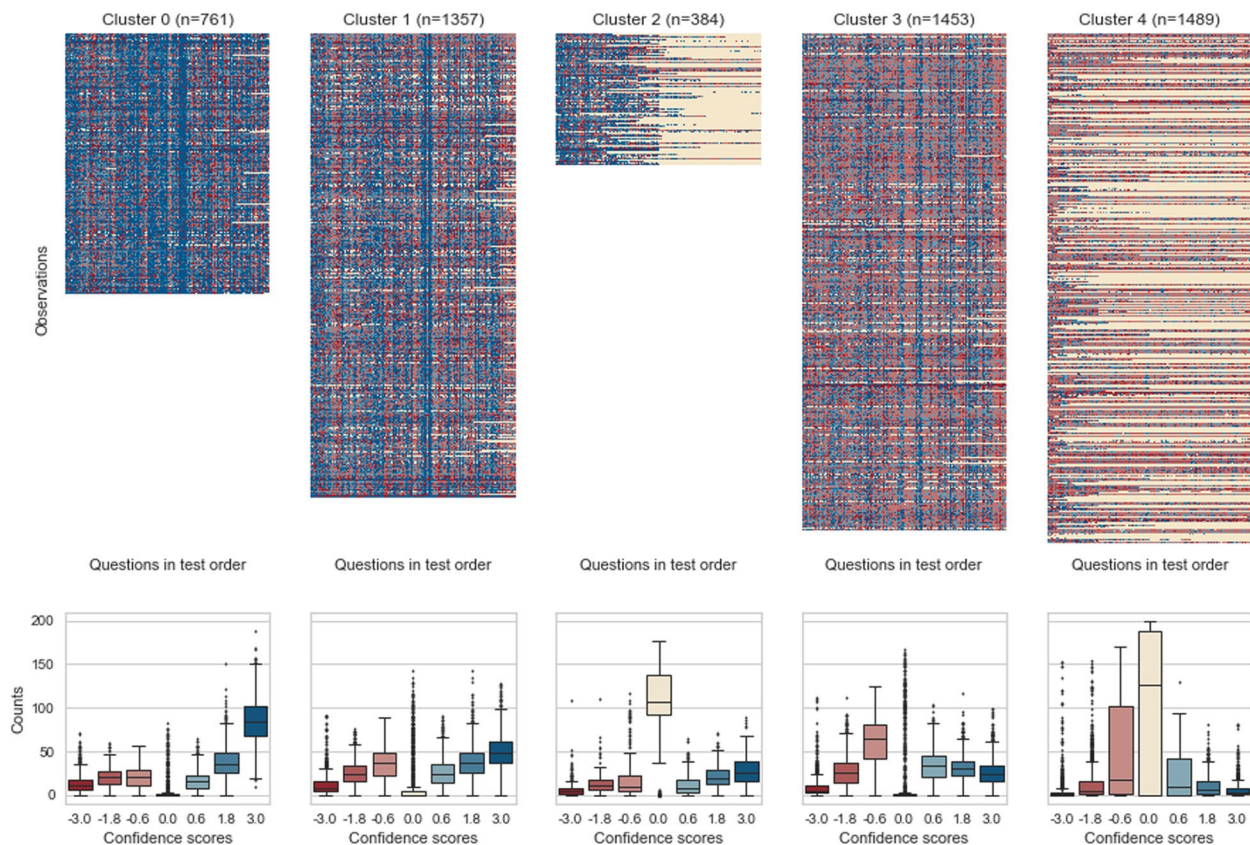 Cluster 0 (n=761) Cluster 1 (n=1357) Cluster 2 (n=384) Cluster 3 (n=1453) Cluster 4 (n=1489)
Observations
Questions in test order Questions in test order Questions in test order Questions in test order Questions in test order
200
150
100
50
0
Counts
-3.0 -1.8 -0.6 0.0 0.6 1.8 3.0 -3.0 -1.8 -0.6 0.0 0.6 1.8 3.0 -3.0 -1.8 -0.6 0.0 0.6 1.8 3.0 -3.0 -1.8 -0.6 0.0 0.6 1.8 3.0 -3.0 -1.8 -0.6 0.0 0.6 1.8 3.0
Confidence scores Confidence scores Confidence scores Confidence scores Confidence scores